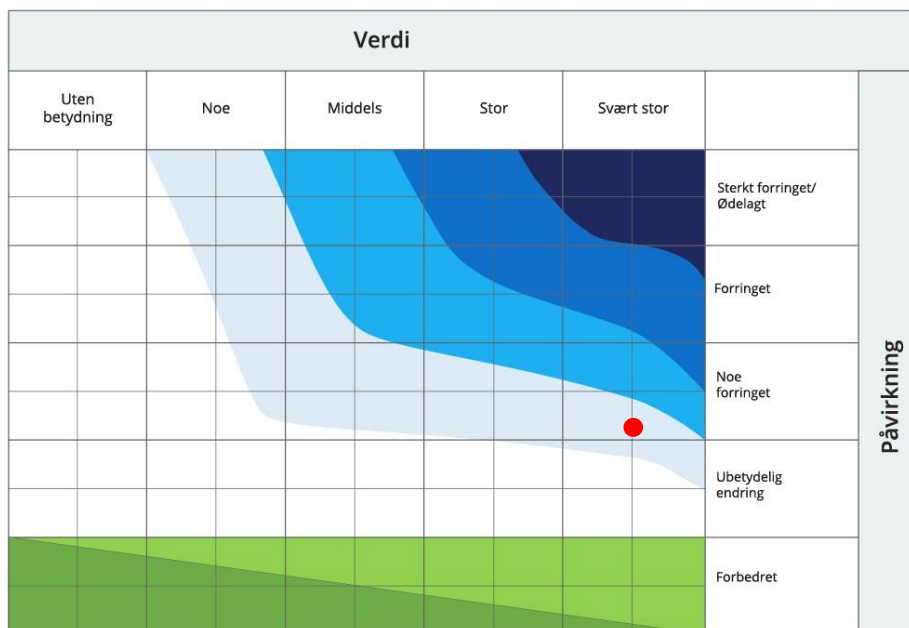 Verdi
Uten
betydning
Noe
Middels
Stor
Svært stor
Sterkt forringet/
Ødelagt
Forringet
Noe
forringet
Ubetydelig
endring
Forbedret
Påvirkning